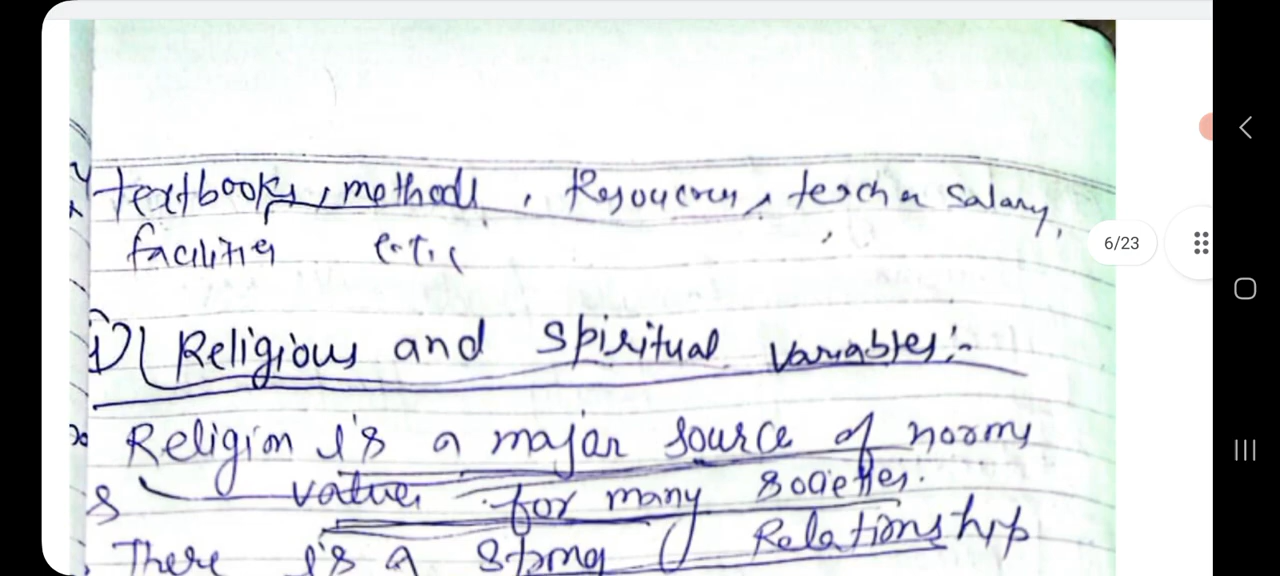 textbooks, methods, Resources, teacher salary,
facilities etc
6/23
Religious and Spiritual Variables:-
Religion is a major source of norms
& values for many societies.
There is a strong Relationship